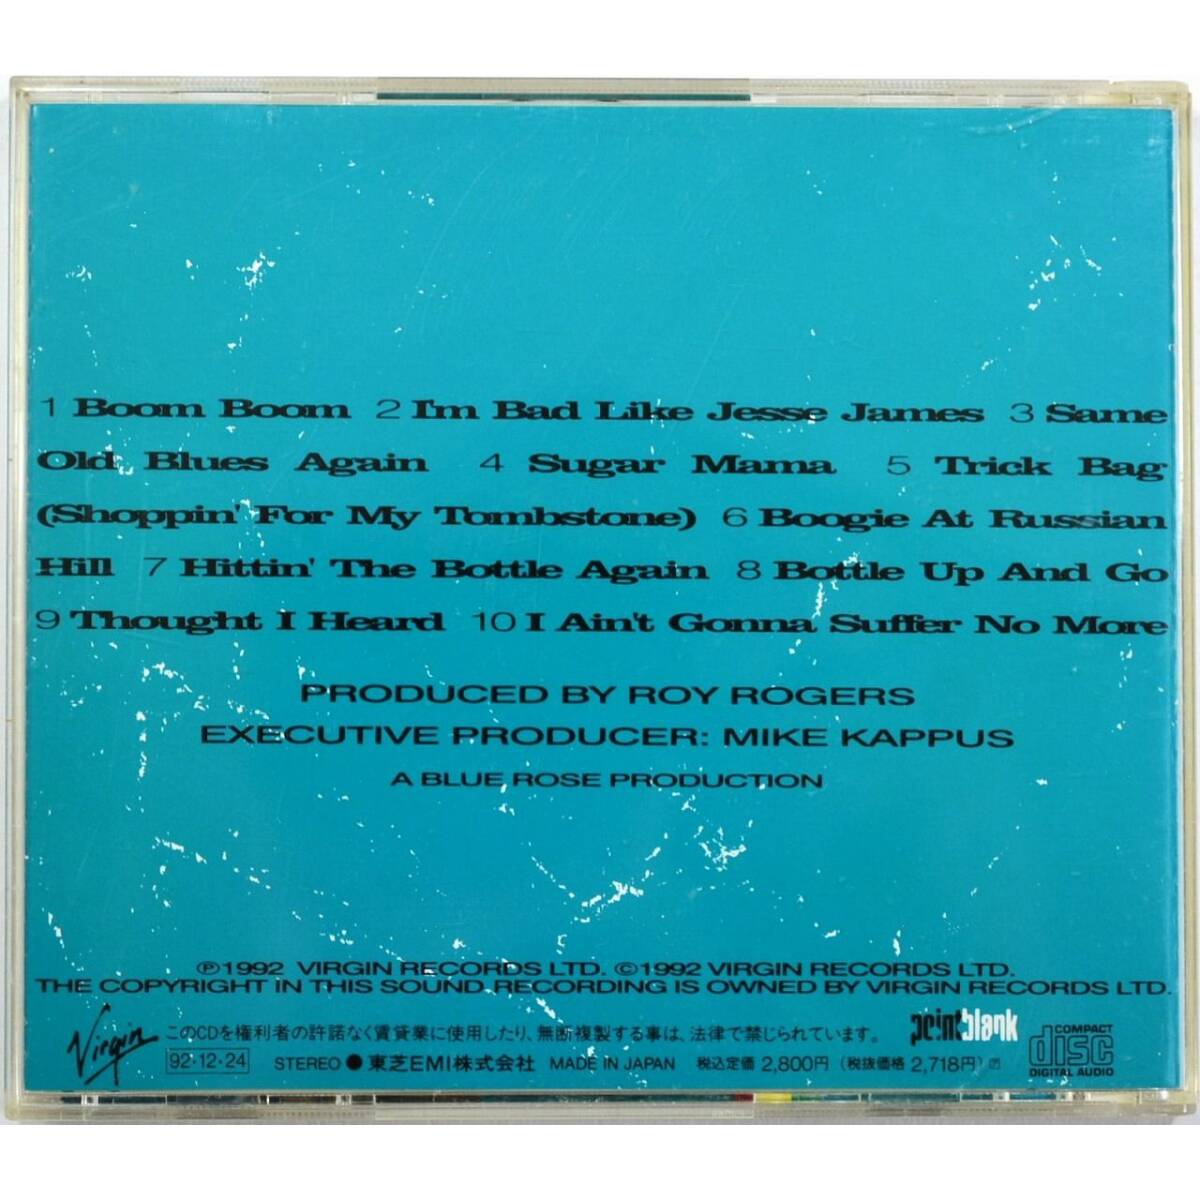 1 Boom Boom 2 I'm Bad Like Jesse James 3 Same
Old Blues Again 4 Sugar Mama 5 Trick Bag
(Shoppin' For My Tombstone) 6 Boogie At Russian
Hill 7 Hittin' The Bottle Again 8 Bottle Up And Go
9 Thought I Heard 10 I Ain't Gonna Suffer No More
PRODUCED BY ROY ROGERS
EXECUTIVE PRODUCER: MIKE KAPPUS
A BLUE ROSE PRODUCTION
℗1992 VIRGIN RECORDS LTD. ©1992 VIRGIN RECORDS LTD.
THE COPYRIGHT iN THIS SOUND RECORDING IS OWNED BY VIRGIN RECORDS LTD.
Virgin このCDを権利者の許諾なく賃貸業に使用したり、無断複製する事は、法律で禁じられています。 pointblank
92·12·24 STEREO ● 東芝EMI株式会社 MADE IN JAPAN 税込定価 2,800円 (税抜価格 2,718円)
COMPACT
disc
DIGITAL AUDIO